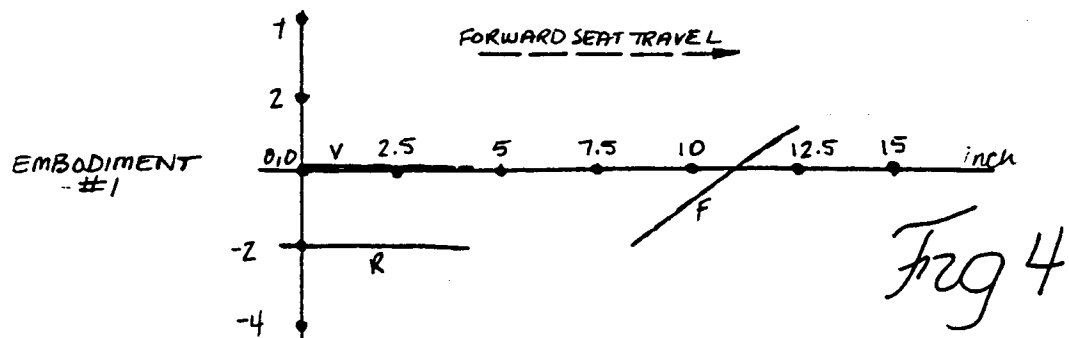 FORWARD SEAT TRAVEL
2
EMBODIMENT
#1
0,0 V 2.5 5 7.5 10 12.5 15 inch
F
-2
R
-4
Fig 4